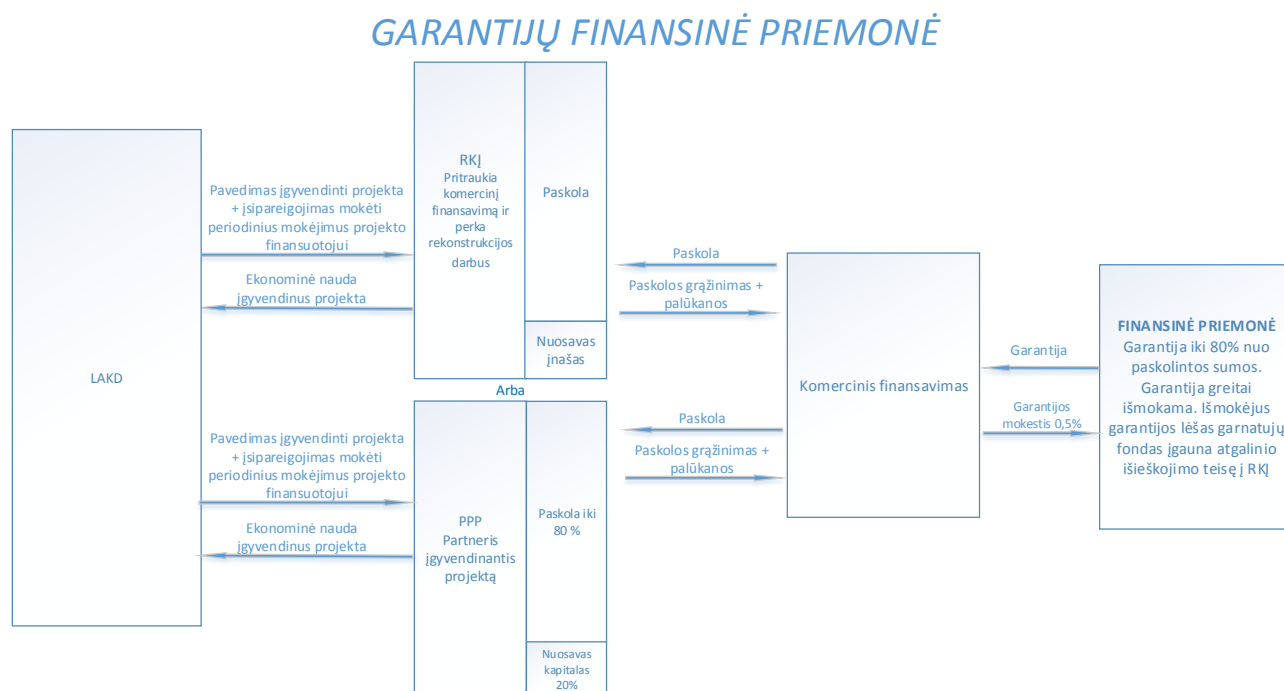 GARANTIJŲ FINANSINĖ PRIEMONĖ
LAKD
Pavedimas įgyvendinti projekta
+ įsipareigojimas mokėti
periodinius mokėjimus projekto
finansuotojui
Ekonominė nauda
įgyvendinus projekta
RKĮ
Pritraukia
komercinį
finansavimą ir
perka
rekonstrukcijos
darbus
Paskola
Nuosavas
įnašas
Arba
Pavedimas įgyvendinti projekta
+ įsipareigojimas mokėti
periodinius mokėjimus projekto
finansuotojui
Ekonominė nauda
įgyvendinus projekta
PPP
Partneris
įgyvendinantis
projektą
Paskola iki
80 %
Nuosavas
kapitalas
20%
Paskola
Paskolos grąžinimas +
palūkanos
Paskola
Paskolos grąžinimas +
palūkanos
Komercinis finansavimas
Garantija
Garantijos
mokestis 0,5%
FINANSINĖ PRIEMONĖ
Garantija iki 80% nuo
paskolintos sumos.
Garantija greitai
išmokama. Išmokėjus
garantijos lėšas garnatujų
fondas įgauna atgalinio
išieškojimo teisę į RKĮ